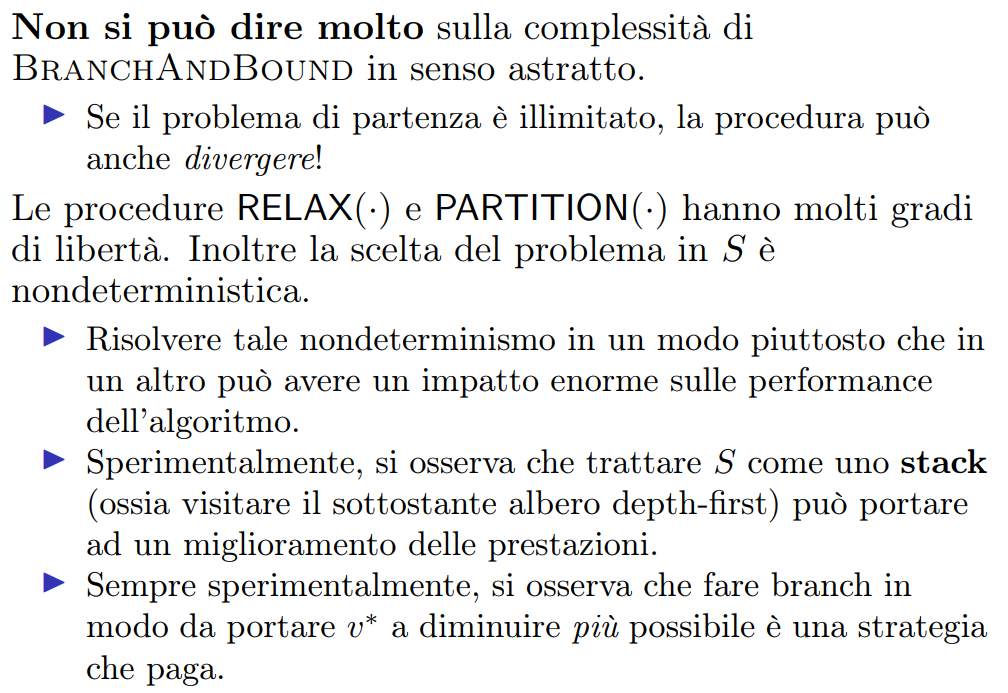 Non si può dire molto sulla complessità di
BRANCHANDBOUND in senso astratto.
▶ Se il problema di partenza è illimitato, la procedura può
anche divergere!
Le procedure RELAX(·) e PARTITION(·) hanno molti gradi
di libertà. Inoltre la scelta del problema in S è
nondeterministica.
▶ Risolvere tale nondeterminismo in un modo piuttosto che in
un altro può avere un impatto enorme sulle performance
dell'algoritmo.
▶ Sperimentalmente, si osserva che trattare S come uno stack
(ossia visitare il sottostante albero depth-first) può portare
ad un miglioramento delle prestazioni.
▶ Sempre sperimentalmente, si osserva che fare branch in
modo da portare v* a diminuire più possibile è una strategia
che paga.